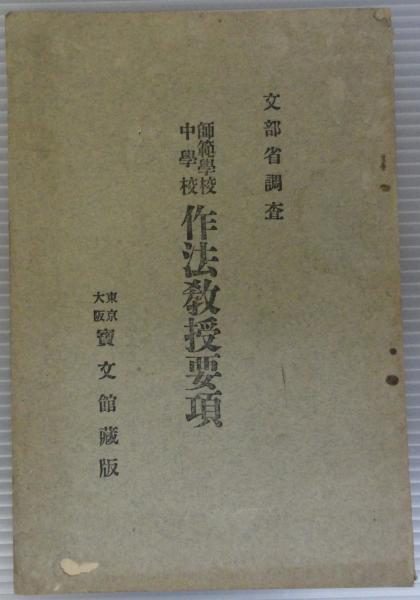 文部省調査
師範學校
中學校
作法教授要項
東京
大阪
寶文館藏版